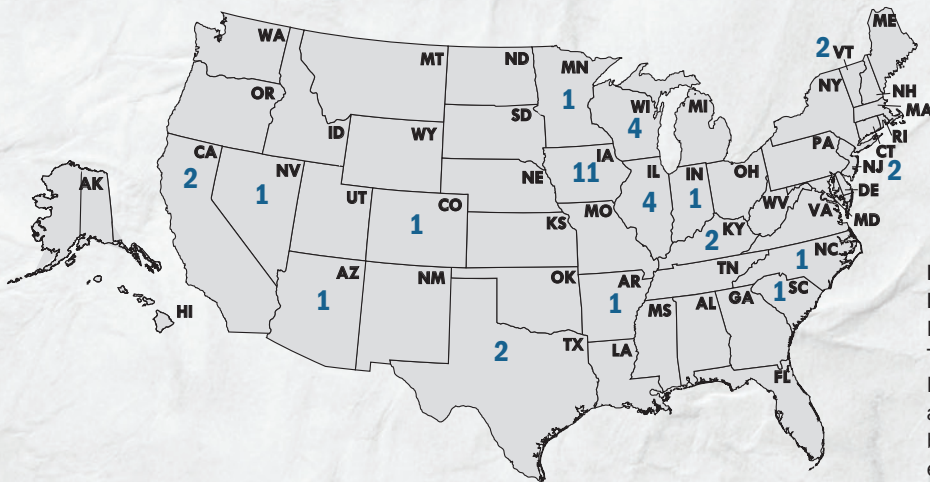 ME
WA
2 VT
MT
ND
MN
NY
NH
OR
MA
1
WI
MI
SD
4
RI
ID
WY
PA
CT
CA
IA
NJ
2
NV
NE
11
IL
IN
OH
2
DE
AK
1
UT
CO
4
1
WV
VA
MD
1
KS
MO
KY
2
NC
AZ
TN
1
NM
OK
AR
SC
1
HI
1
1
MS
AL
GA
2
TX
LA
FL